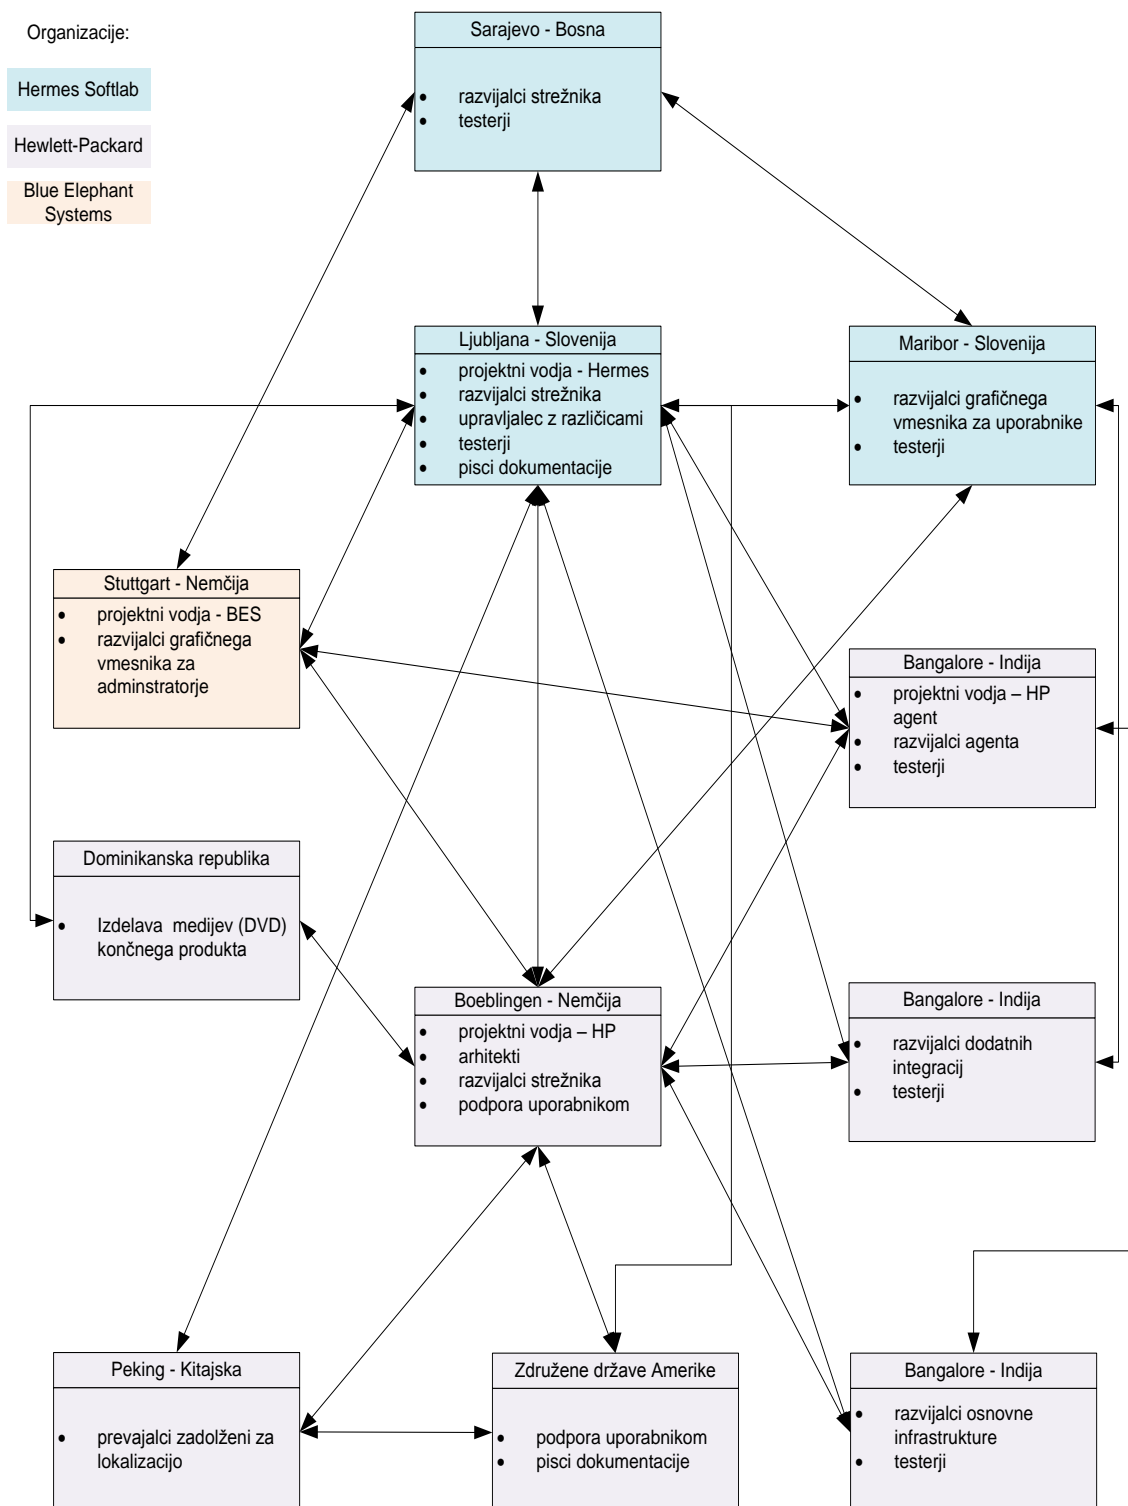 Organizacije:
Hermes Softlab
Hewlett-Packard
Blue Elephant
Systems
Sarajevo - Bosna
• razvijalci strežnika
• testerji
Ljubljana - Slovenija
• projektni vodja - Hermes
• razvijalci strežnika
• upravljalec z različicami
• testerji
• pisci dokumentacije
Maribor - Slovenija
• razvijalci grafičnega
vmesnika za uporabnike
• testerji
Stuttgart - Nemčija
• projektni vodja - BES
• razvijalci grafičnega
vmesnika za
adminstratorje
Bangalore - Indija
• projektni vodja – HP
agent
• razvijalci agenta
• testerji
Dominikanska republika
• Izdelava medijev (DVD)
končnega produkta
Boeblingen - Nemčija
• projektni vodja – HP
• arhitekti
• razvijalci strežnika
• podpora uporabnikom
Bangalore - Indija
• razvijalci dodatnih
integracij
• testerji
Peking - Kitajska
• prevajalci zadolženi za
lokalizacijo
Združene države Amerike
• podpora uporabnikom
• pisci dokumentacije
Bangalore - Indija
• razvijalci osnovne
infrastrukture
• testerji